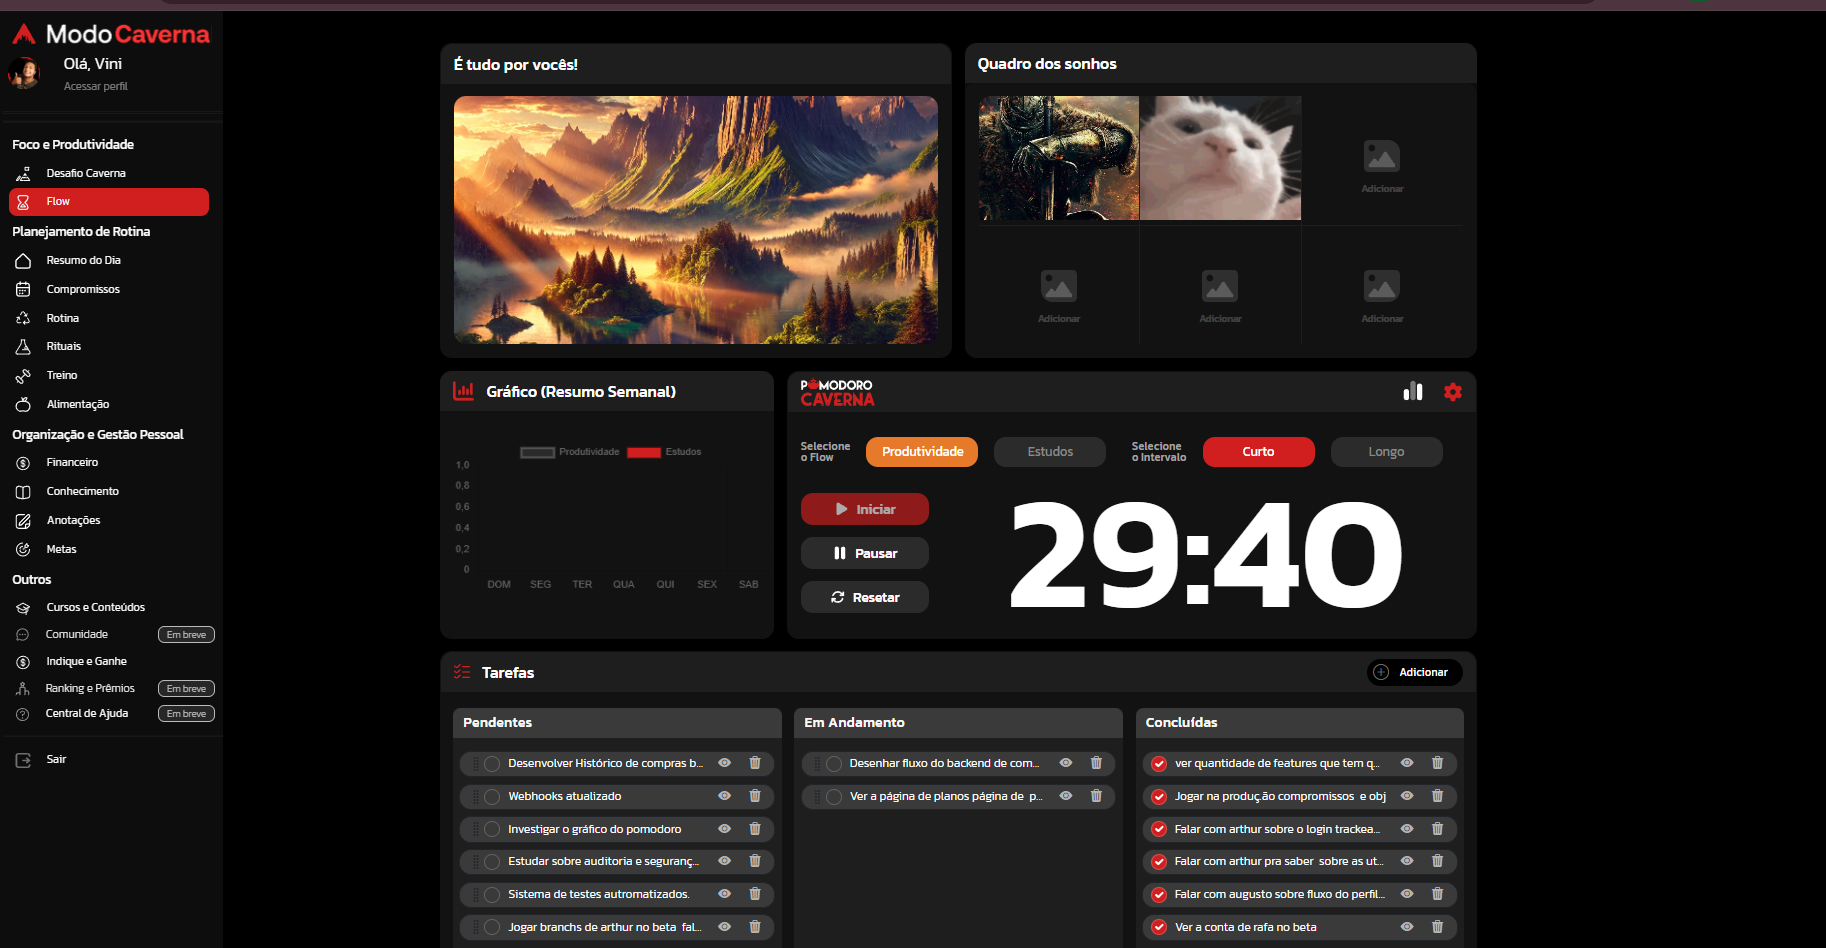 Modo Caverna
Olá, Vini
Acessar perfil
Foco e Produtividade
Desafio Caverna
Flow
Planejamento de Rotina
Resumo do Dia
Compromissos
Rotina
Rituais
Treino
Alimentação
Organização e Gestão Pessoal
Financeiro
Conhecimento
Anotações
Metas
Outros
Cursos e Conteúdos
Comunidade Em breve
Indique e Ganhe
Ranking e Prêmios Em breve
Central de Ajuda Em breve
Sair
É tudo por vocês!
Quadro dos sonhos
Adicionar
Adicionar Adicionar Adicionar
Gráfico (Resumo Semanal)
Produtividade Estudos
1,0
0,8
0,6
0,4
0,2
0
DOM SEG TER QUA QUI SEX SAB
POMODORO
CAVERNA
Selecione
o Flow
Produtividade
Estudos
Selecione
o Intervalo
Curto
Longo
Iniciar
Pausar
Resetar
29:40
Tarefas
Adicionar
Pendentes
Desenvolver Histórico de compras b...
Webhooks atualizado
Investigar o gráfico do pomodoro
Estudar sobre auditoria e seguranç...
Sistema de testes autromatizados.
Jogar branchs de arthur no beta fal...
Em Andamento
Desenhar fluxo do backend de com...
Ver a página de planos página de p...
Concluídas
ver quantidade de features que tem q...
Jogar na produç.ão compromissos e obj
Falar com arthur sobre o login trackea...
Falar com arthur pra saber sobre as ut...
Falar com augusto sobre fluxo do perfil...
Ver a conta de rafa no beta